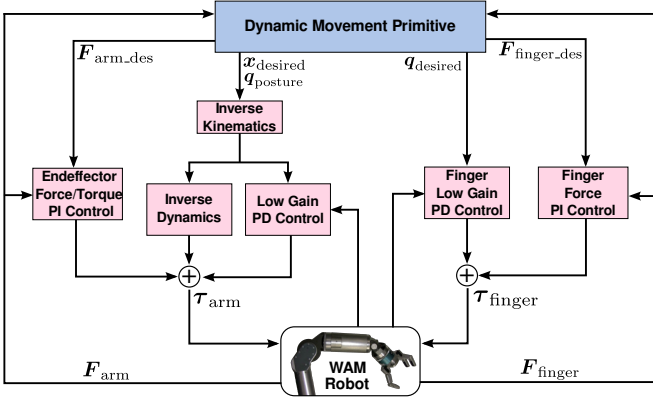 Dynamic Movement Primitive
F_arm_des
x_desired
q_posture
q_desired
F_finger_des
Inverse
Kinematics
Endeffector
Force/Torque
PI Control
Inverse
Dynamics
Low Gain
PD Control
Finger
Low Gain
PD Control
Finger
Force
PI Control
+
+
τ_arm
τ_finger
WAM
Robot
F_arm
F_finger